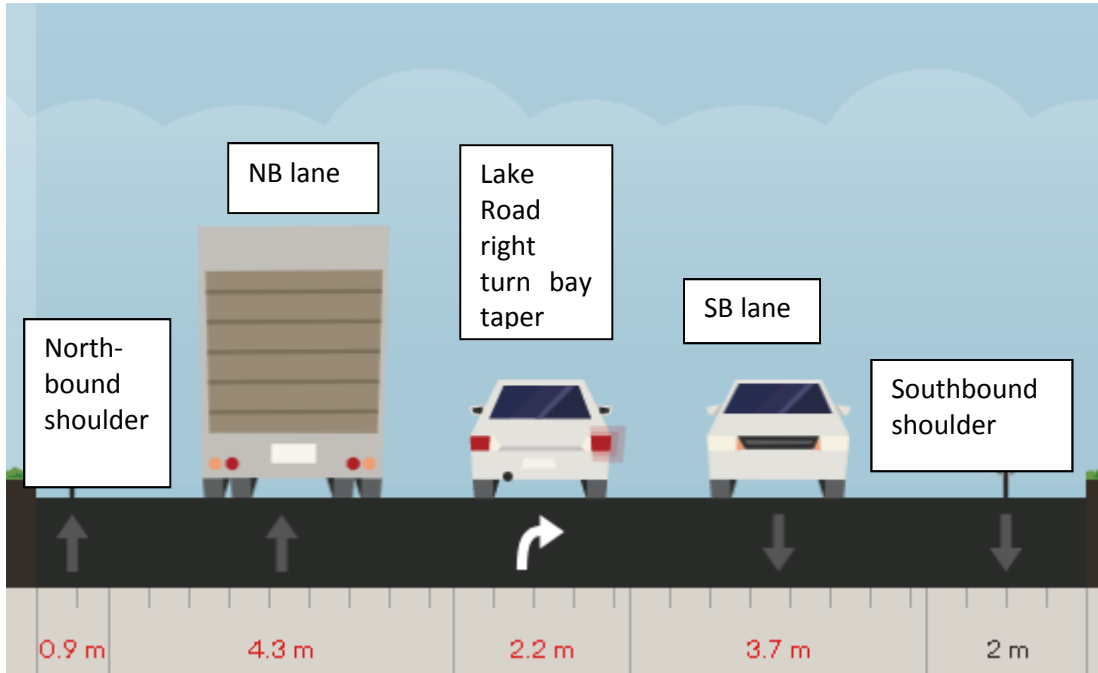 NB lane
Lake
Road
right
turn bay
taper
SB lane
North-
bound
shoulder
Southbound
shoulder
0.9 m
4.3 m
2.2 m
3.7 m
2 m